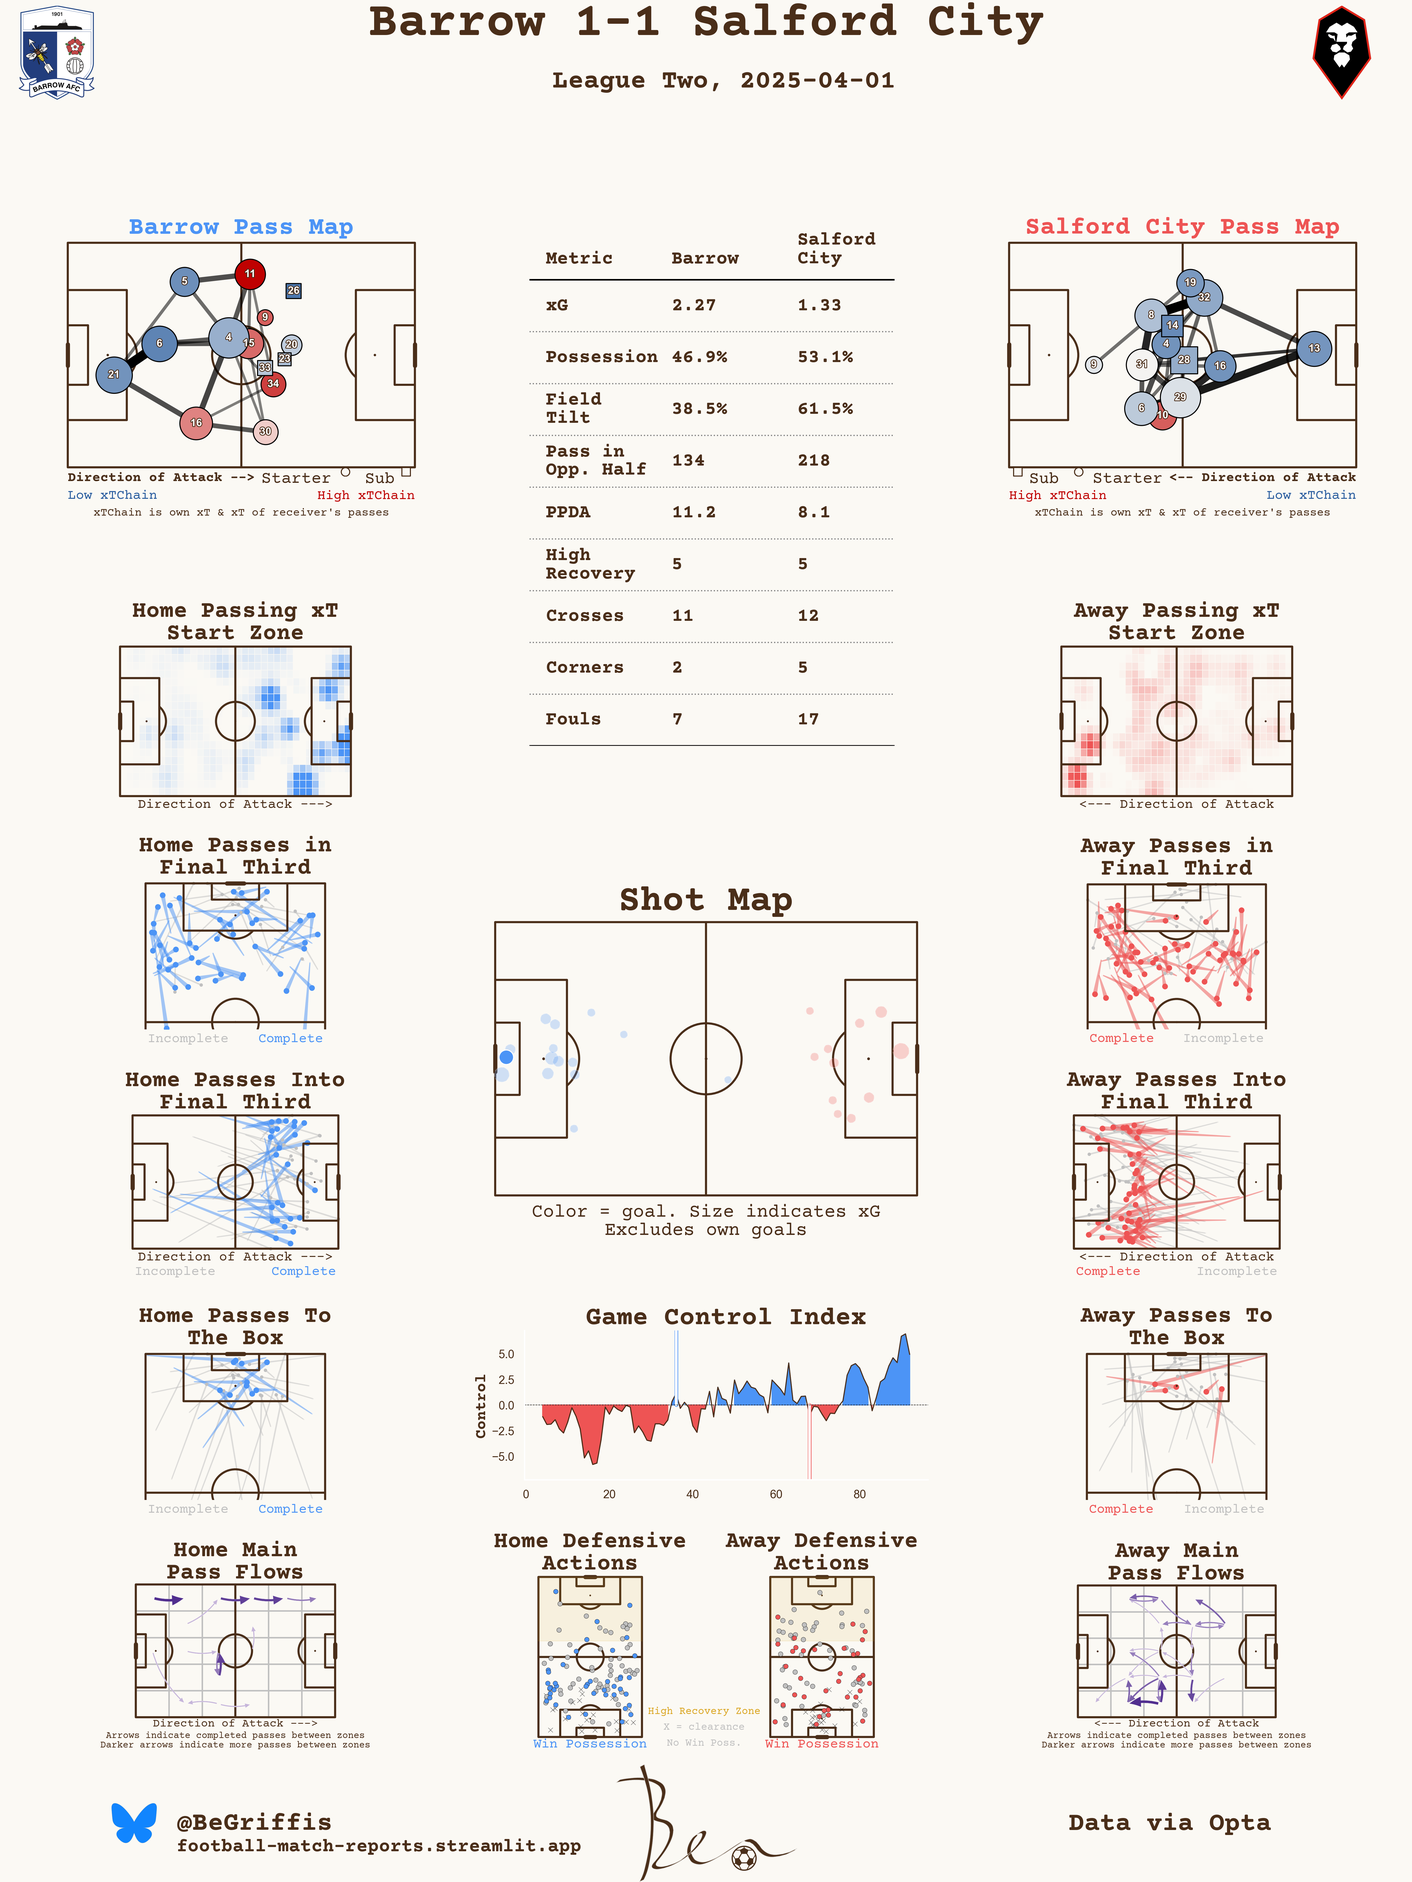 Barrow 1-1 Salford City
League Two, 2025-04-01
1901
BARROW AFC
Barrow Pass Map
5
11
26
9
4
15
20
6
23
33
21
34
16
30
Direction of Attack --> Starter Sub
Low xTChain High xTChain
xTChain is own xT & xT of receiver's passes
Metric Barrow Salford
City
xG 2.27 1.33
Possession 46.9% 53.1%
Field
Tilt 38.5% 61.5%
Pass in
Opp. Half 134 218
PPDA 11.2 8.1
High
Recovery 5 5
Crosses 11 12
Corners 2 5
Fouls 7 17
Salford City Pass Map
19
32
8
14
4
13
9
31
28
16
29
6
10
Sub Starter <-- Direction of Attack
High xTChain Low xTChain
xTChain is own xT & xT of receiver's passes
Home Passing xT
Start Zone
Direction of Attack --->
Away Passing xT
Start Zone
<--- Direction of Attack
Home Passes in
Final Third
Incomplete Complete
Away Passes in
Final Third
Complete Incomplete
Shot Map
Color = goal. Size indicates xG
Excludes own goals
Home Passes Into
Final Third
Direction of Attack --->
Incomplete Complete
Away Passes Into
Final Third
<--- Direction of Attack
Complete Incomplete
Home Passes To
The Box
Incomplete Complete
Game Control Index
Control
5.0
2.5
0.0
−2.5
−5.0
0 20 40 60 80
Away Passes To
The Box
Complete Incomplete
Home Main
Pass Flows
Direction of Attack --->
Arrows indicate completed passes between zones
Darker arrows indicate more passes between zones
Home Defensive
Actions
Win Possession
Away Defensive
Actions
Win Possession
High Recovery Zone
X = clearance
No Win Poss.
Away Main
Pass Flows
<--- Direction of Attack
Arrows indicate completed passes between zones
Darker arrows indicate more passes between zones
@BeGriffis
football-match-reports.streamlit.app
Ben
Data via Opta